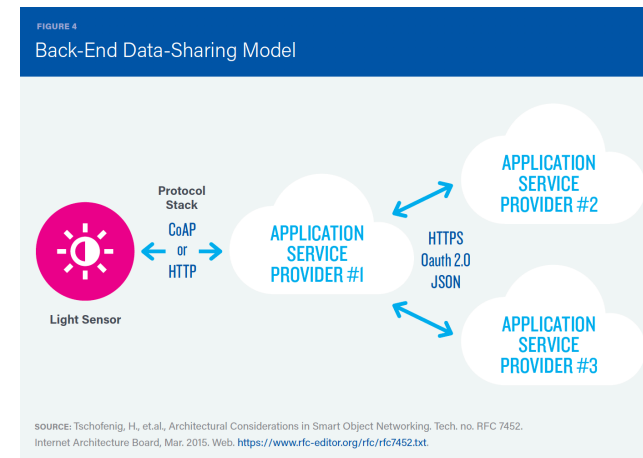 FIGURE 4
Back-End Data-Sharing Model
Protocol
Stack
CoAP
or
HTTP
Light Sensor
APPLICATION
SERVICE
PROVIDER #1
HTTPS
Oauth 2.0
JSON
APPLICATION
SERVICE
PROVIDER #2
APPLICATION
SERVICE
PROVIDER #3
SOURCE: Tschofenig, H., et.al., Architectural Considerations in Smart Object Networking. Tech. no. RFC 7452.
Internet Architecture Board, Mar. 2015. Web. https://www.rfc-editor.org/rfc/rfc7452.txt.